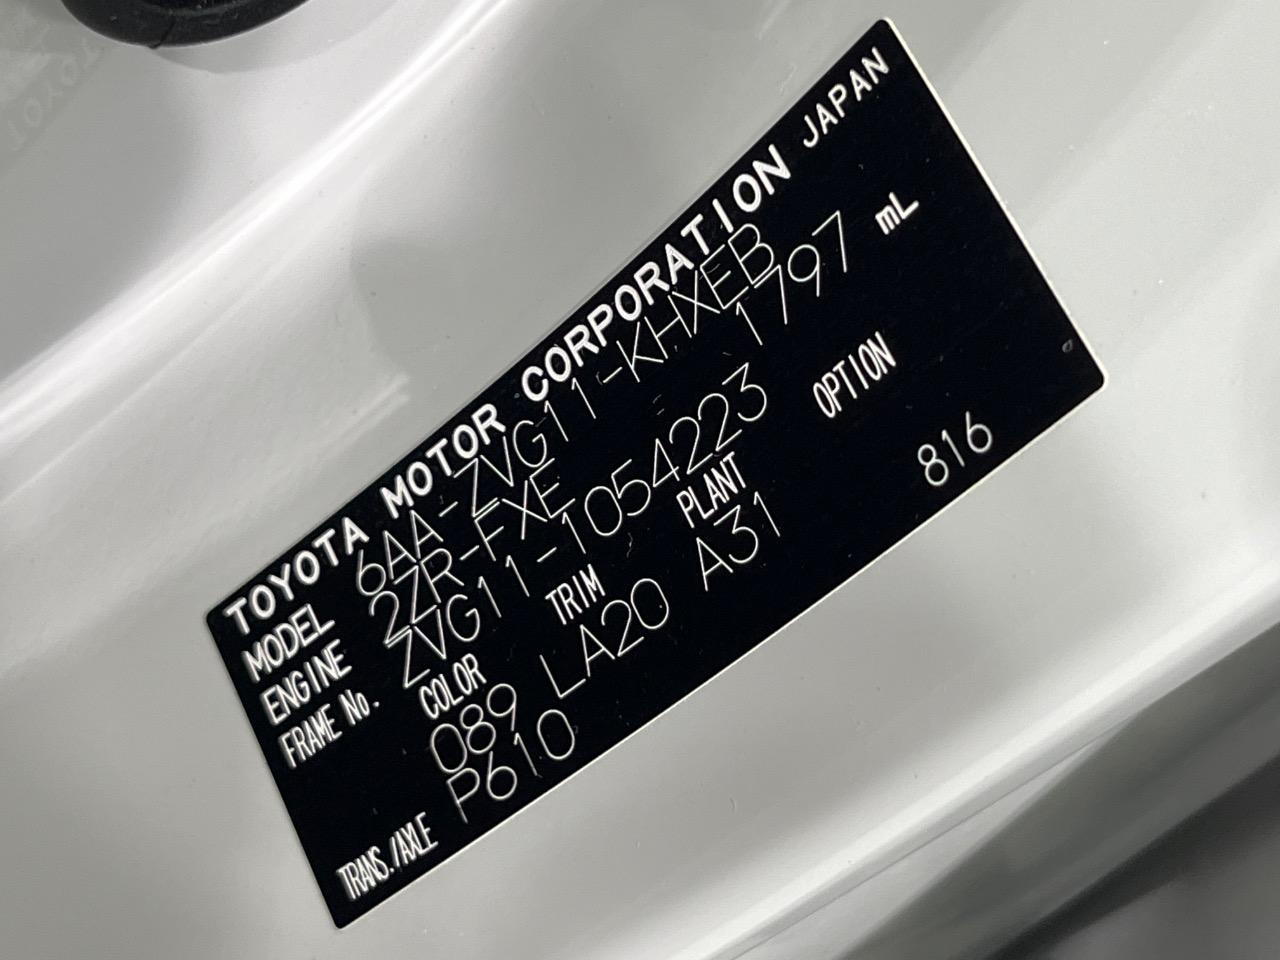 TOYOTA MOTOR CORPORATION JAPAN
MODEL 6AA-ZVG11-KHXEB
ENGINE 2ZR-FXE 1797 mL
FRAME No. ZVG11-1054223
COLOR TRIM PLANT OPTION
089 LA20 A31 816
TRANS./AXLE P610